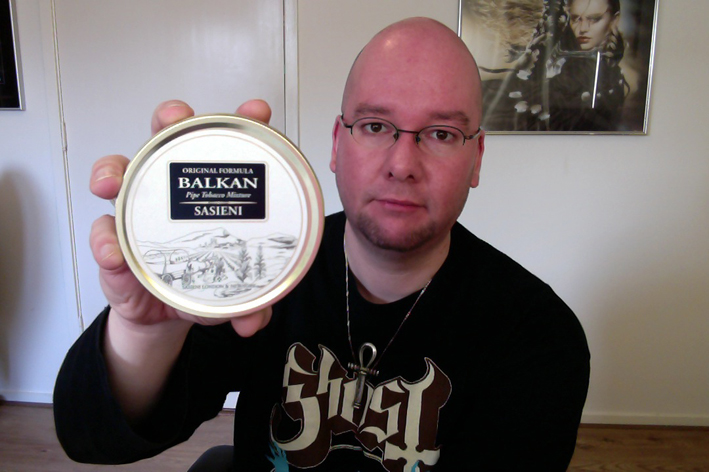 ORIGINAL FORMULA
BALKAN
Pipe Tobacco Mixture
SASIENI
Ghost